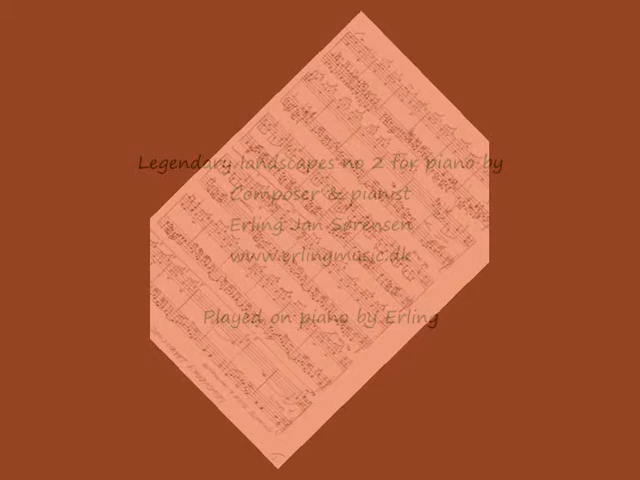 Legendary landscapes no 2 for piano by
Composer & pianist
Erling Jan Sørensen
www.erlingmusic.dk
Played on piano by Erling